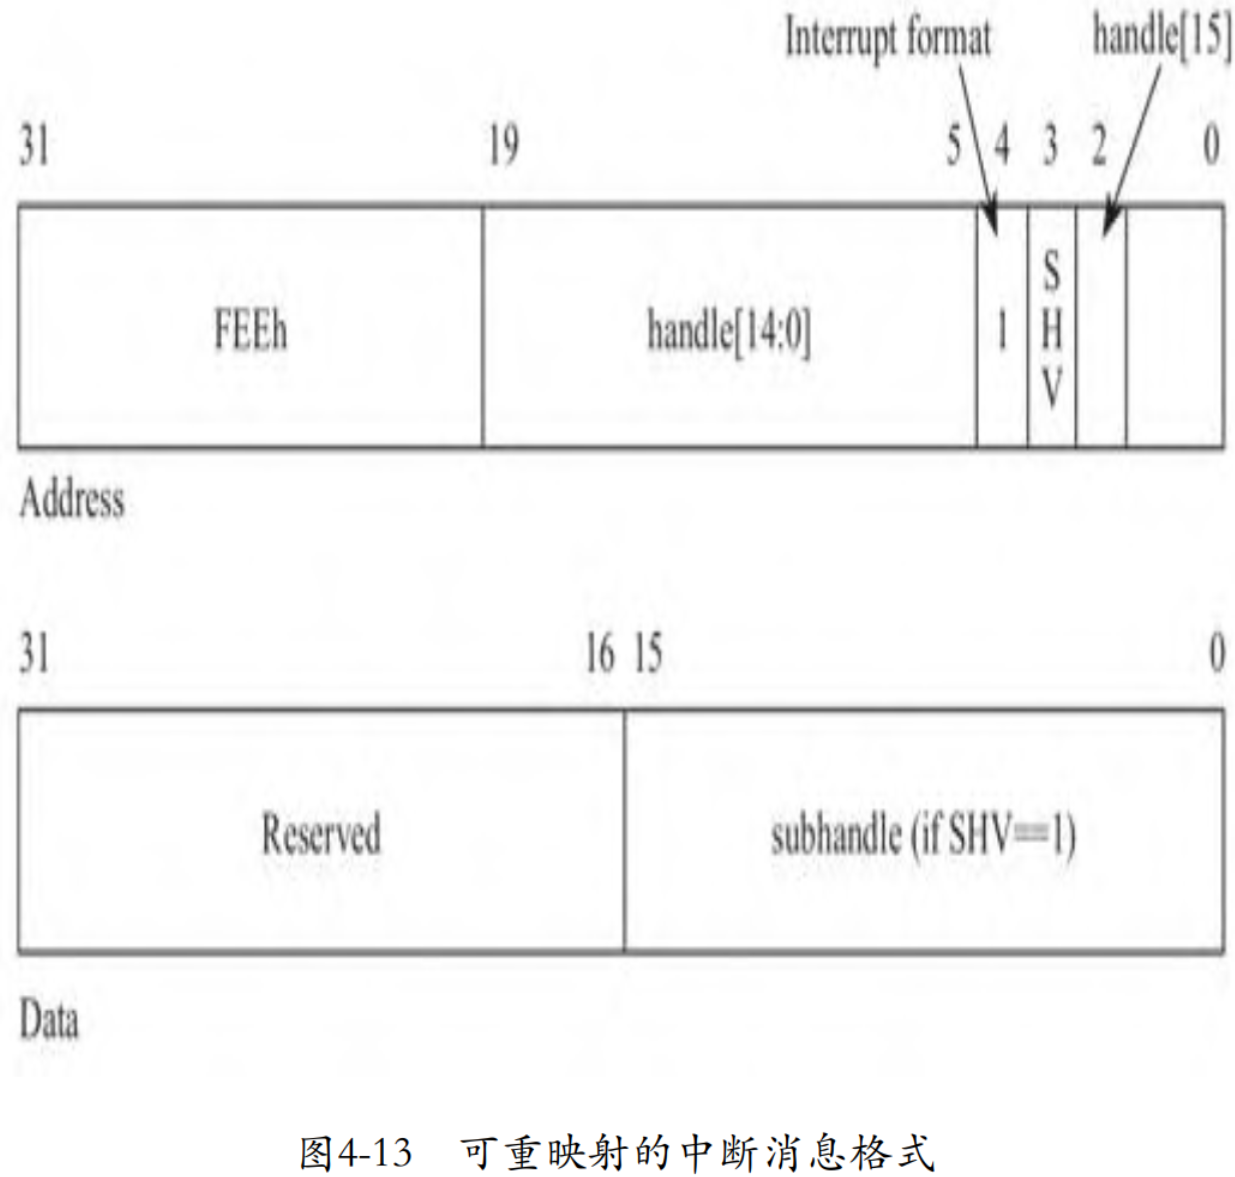 Interrupt format handle[15]
31 19 5 4 3 2 0
FEEh handle[14:0] 1 SHV
Address
31 16 15 0
Reserved subhandle (if SHV==1)
Data
图4-13 可重映射的中断消息格式